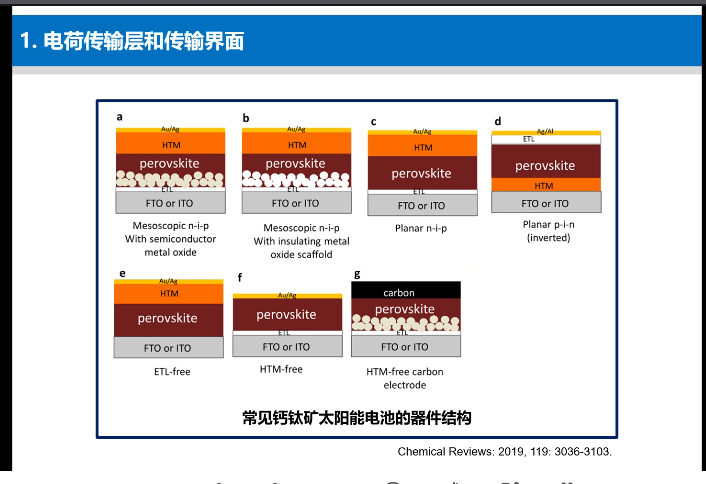 1. 电荷传输层和传输界面
a
Au/Ag
HTM
perovskite
ETL
FTO or ITO
Mesoscopic n-i-p
With semiconductor
metal oxide
b
Au/Ag
HTM
perovskite
ETL
FTO or ITO
Mesoscopic n-i-p
With insulating metal
oxide scaffold
c
Au/Ag
HTM
perovskite
ETL
FTO or ITO
Planar n-i-p
d
Ag/Al
ETL
perovskite
HTM
FTO or ITO
Planar p-i-n
(inverted)
e
Au/Ag
HTM
perovskite
FTO or ITO
ETL-free
f
Au/Ag
perovskite
ETL
FTO or ITO
HTM-free
g
carbon
perovskite
ETL
FTO or ITO
HTM-free carbon
electrode
常见钙钛矿太阳能电池的器件结构
Chemical Reviews: 2019, 119: 3036-3103.